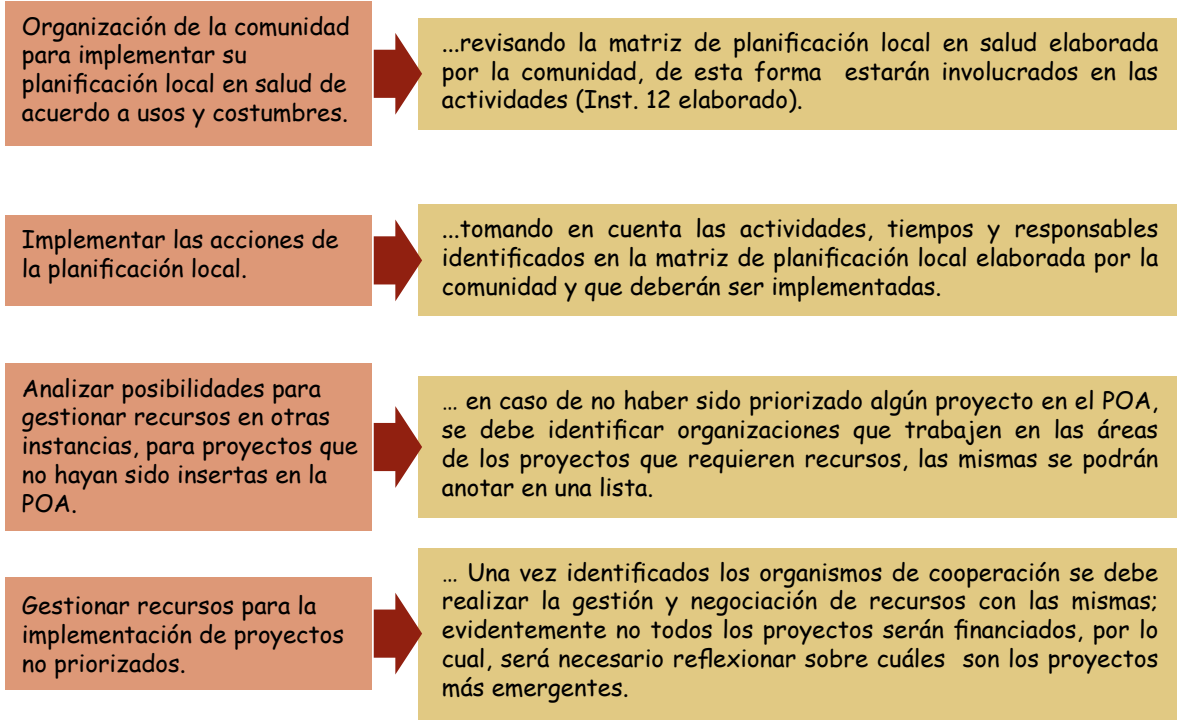 Organización de la comunidad
para implementar su
planificación local en salud de
acuerdo a usos y costumbres.
...revisando la matriz de planificación local en salud elaborada
por la comunidad, de esta forma estarán involucrados en las
actividades (Inst. 12 elaborado).
Implementar las acciones de
la planificación local.
...tomando en cuenta las actividades, tiempos y responsables
identificados en la matriz de planificación local elaborada por la
comunidad y que deberán ser implementadas.
Analizar posibilidades para
gestionar recursos en otras
instancias, para proyectos que
no hayan sido insertas en la
POA.
... en caso de no haber sido priorizado algún proyecto en el POA,
se debe identificar organizaciones que trabajen en las áreas
de los proyectos que requieren recursos, las mismas se podrán
anotar en una lista.
Gestionar recursos para la
implementación de proyectos
no priorizados.
... Una vez identificados los organismos de cooperación se debe
realizar la gestión y negociación de recursos con las mismas;
evidentemente no todos los proyectos serán financiados, por lo
cual, será necesario reflexionar sobre cuáles son los proyectos
más emergentes.